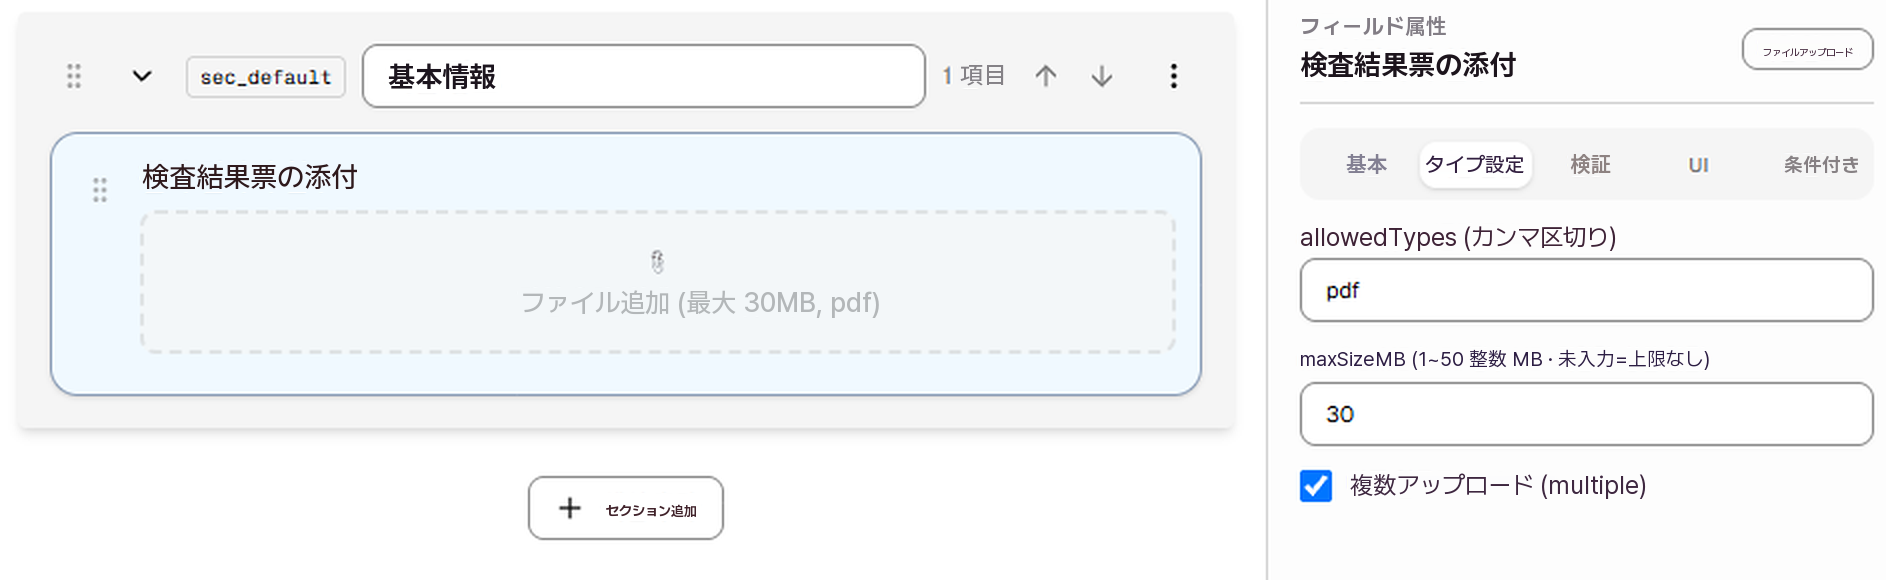 sec_default
基本情報
1 項目
検査結果票の添付
ファイル追加 (最大 30MB, pdf)
セクション追加
フィールド属性
検査結果票の添付
ファイルアップロード
基本
タイプ設定
検証
UI
条件付き
allowedTypes (カンマ区切り)
pdf
maxSizeMB (1~50 整数 MB · 未入力=上限なし)
30
複数アップロード (multiple)